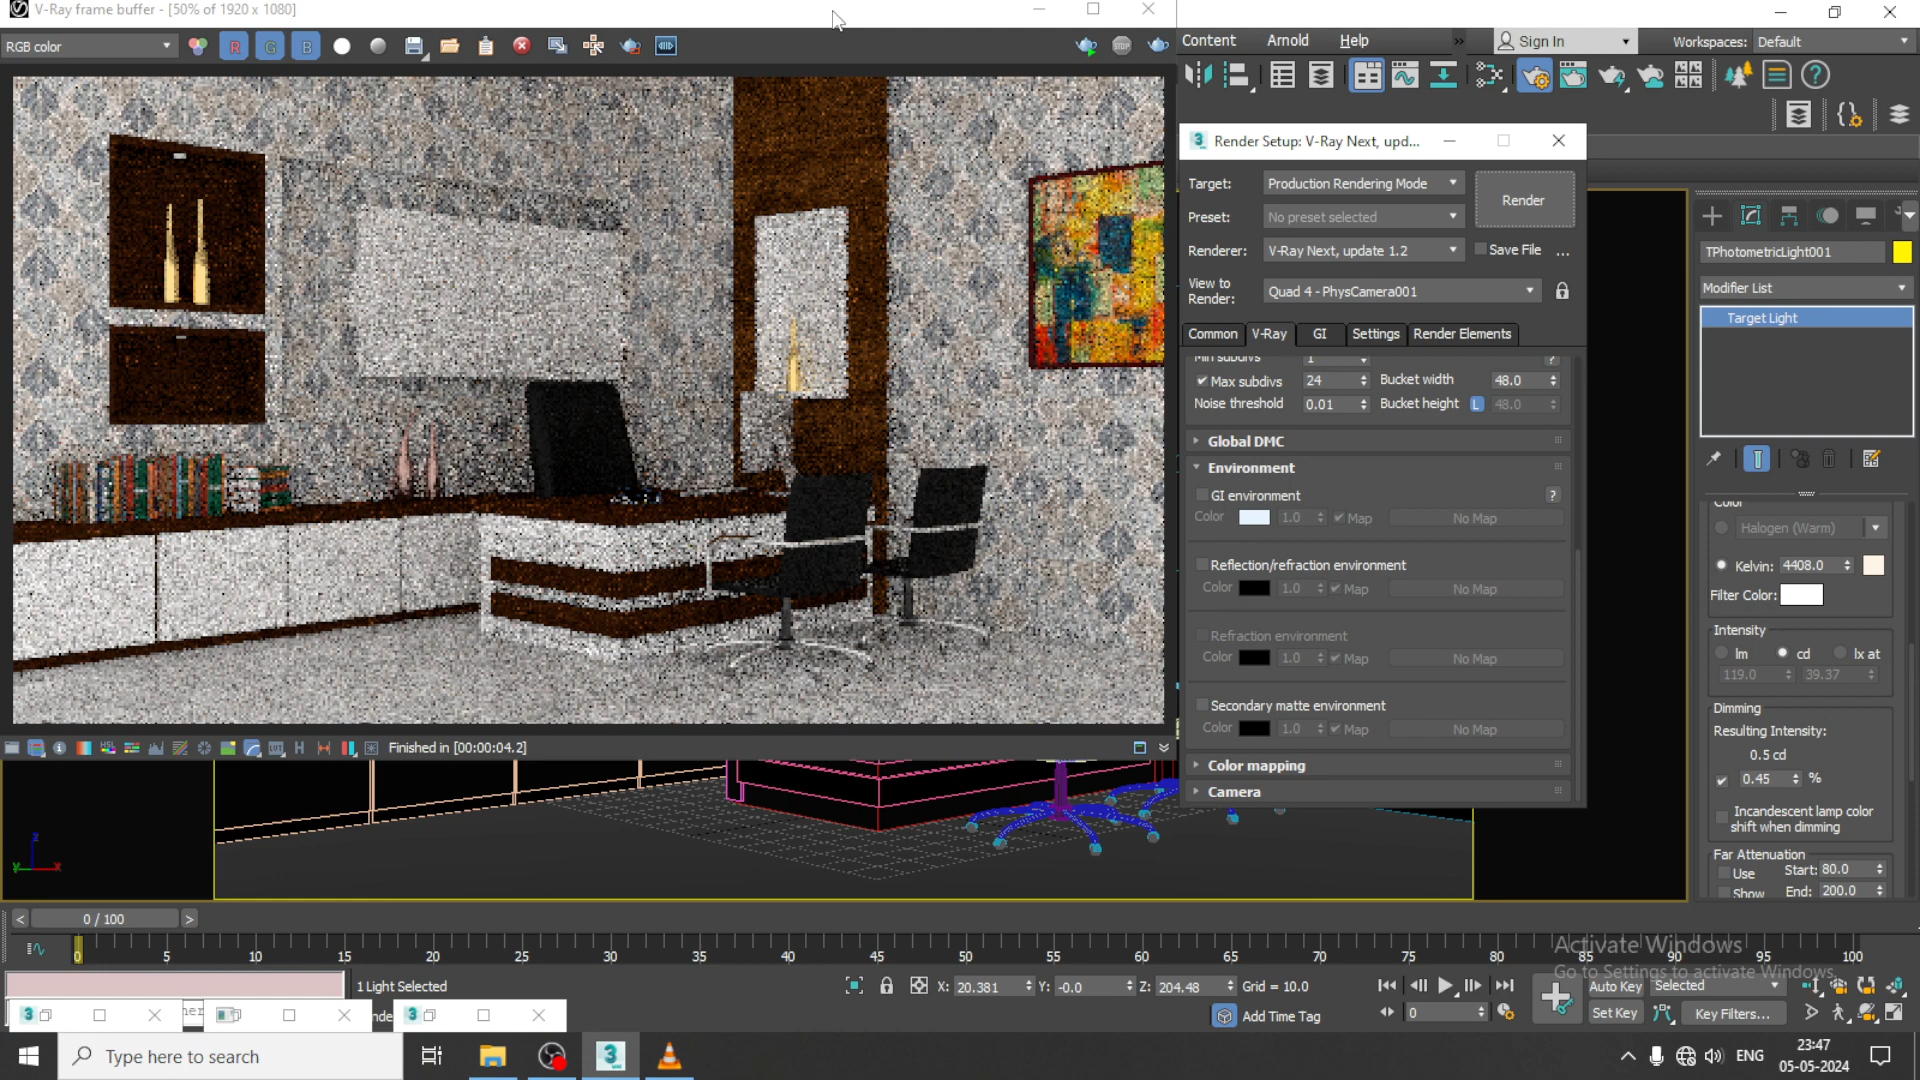 V-Ray frame buffer - [50% of 1920 x 1080]
RGB color
R G B
STOP
Content Arnold Help
»
Sign In
Workspaces: Default
Render Setup: V-Ray Next, upd...
Target: Production Rendering Mode
Render
Preset: No preset selected
Renderer: V-Ray Next, update 1.2
Save File ...
View to Render: Quad 4 - PhysCamera001
Common V-Ray GI Settings Render Elements
Min subdivs 1 ?
Max subdivs 24 Bucket width 48.0
Noise threshold 0.01 Bucket height L 48.0
Global DMC
Environment
GI environment ?
Color 1.0 Map No Map
Reflection/refraction environment
Color 1.0 Map No Map
Refraction environment
Color 1.0 Map No Map
Secondary matte environment
Color 1.0 Map No Map
Color mapping
Camera
TPhotometricLight001
Modifier List
Target Light
Color
Halogen (Warm)
Kelvin: 4408.0
Filter Color:
Intensity
lm cd lx at
119.0 39.37
Dimming
Resulting Intensity:
0.5 cd
0.45 %
Incandescent lamp color
shift when dimming
Far Attenuation
Use Start: 80.0
Show End: 200.0
HSL LUT H Finished in [00:00:04.2]
z
y x
< 0 / 100 >
0 5 10 15 20 25 30 35 40 45 50 55 60 65 70 75 80 85 90 95 100
Activate Windows
Go to Settings to activate Windows.
1 Light Selected
X: 20.381 Y: -0.0 Z: 204.48 Grid = 10.0
Auto Key Selected
Add Time Tag
0
Set Key Key Filters...
3 3
Type here to search
3
ENG
23:47
05-05-2024